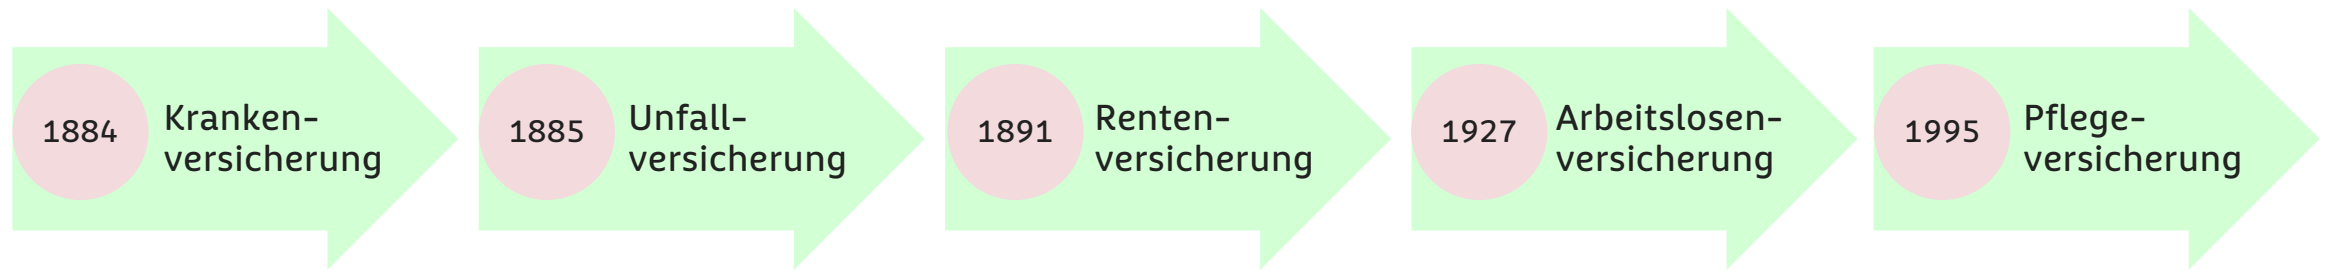 1884
Kranken-
versicherung
1885
Unfall-
versicherung
1891
Renten-
versicherung
1927
Arbeitslosen-
versicherung
1995
Pflege-
versicherung